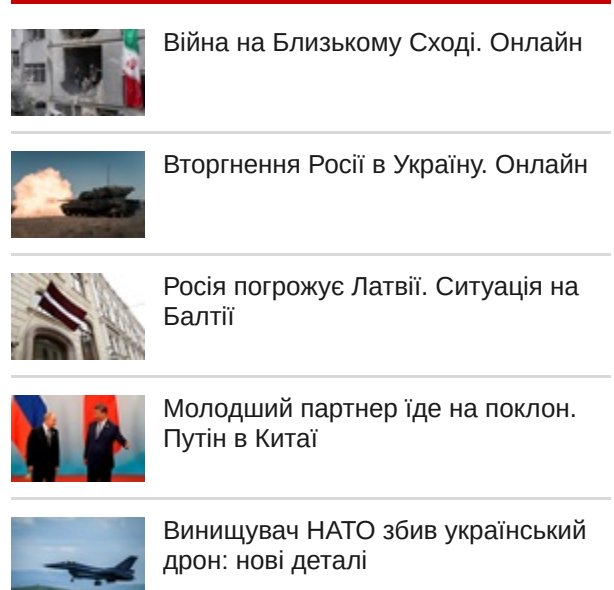 Війна на Близькому Сході. Онлайн
Вторгнення Росії в Україну. Онлайн
Росія погрожує Латвії. Ситуація на
Балтії
Молодший партнер їде на поклон.
Путін в Китаї
Винищувач НАТО збив український
дрон: нові деталі